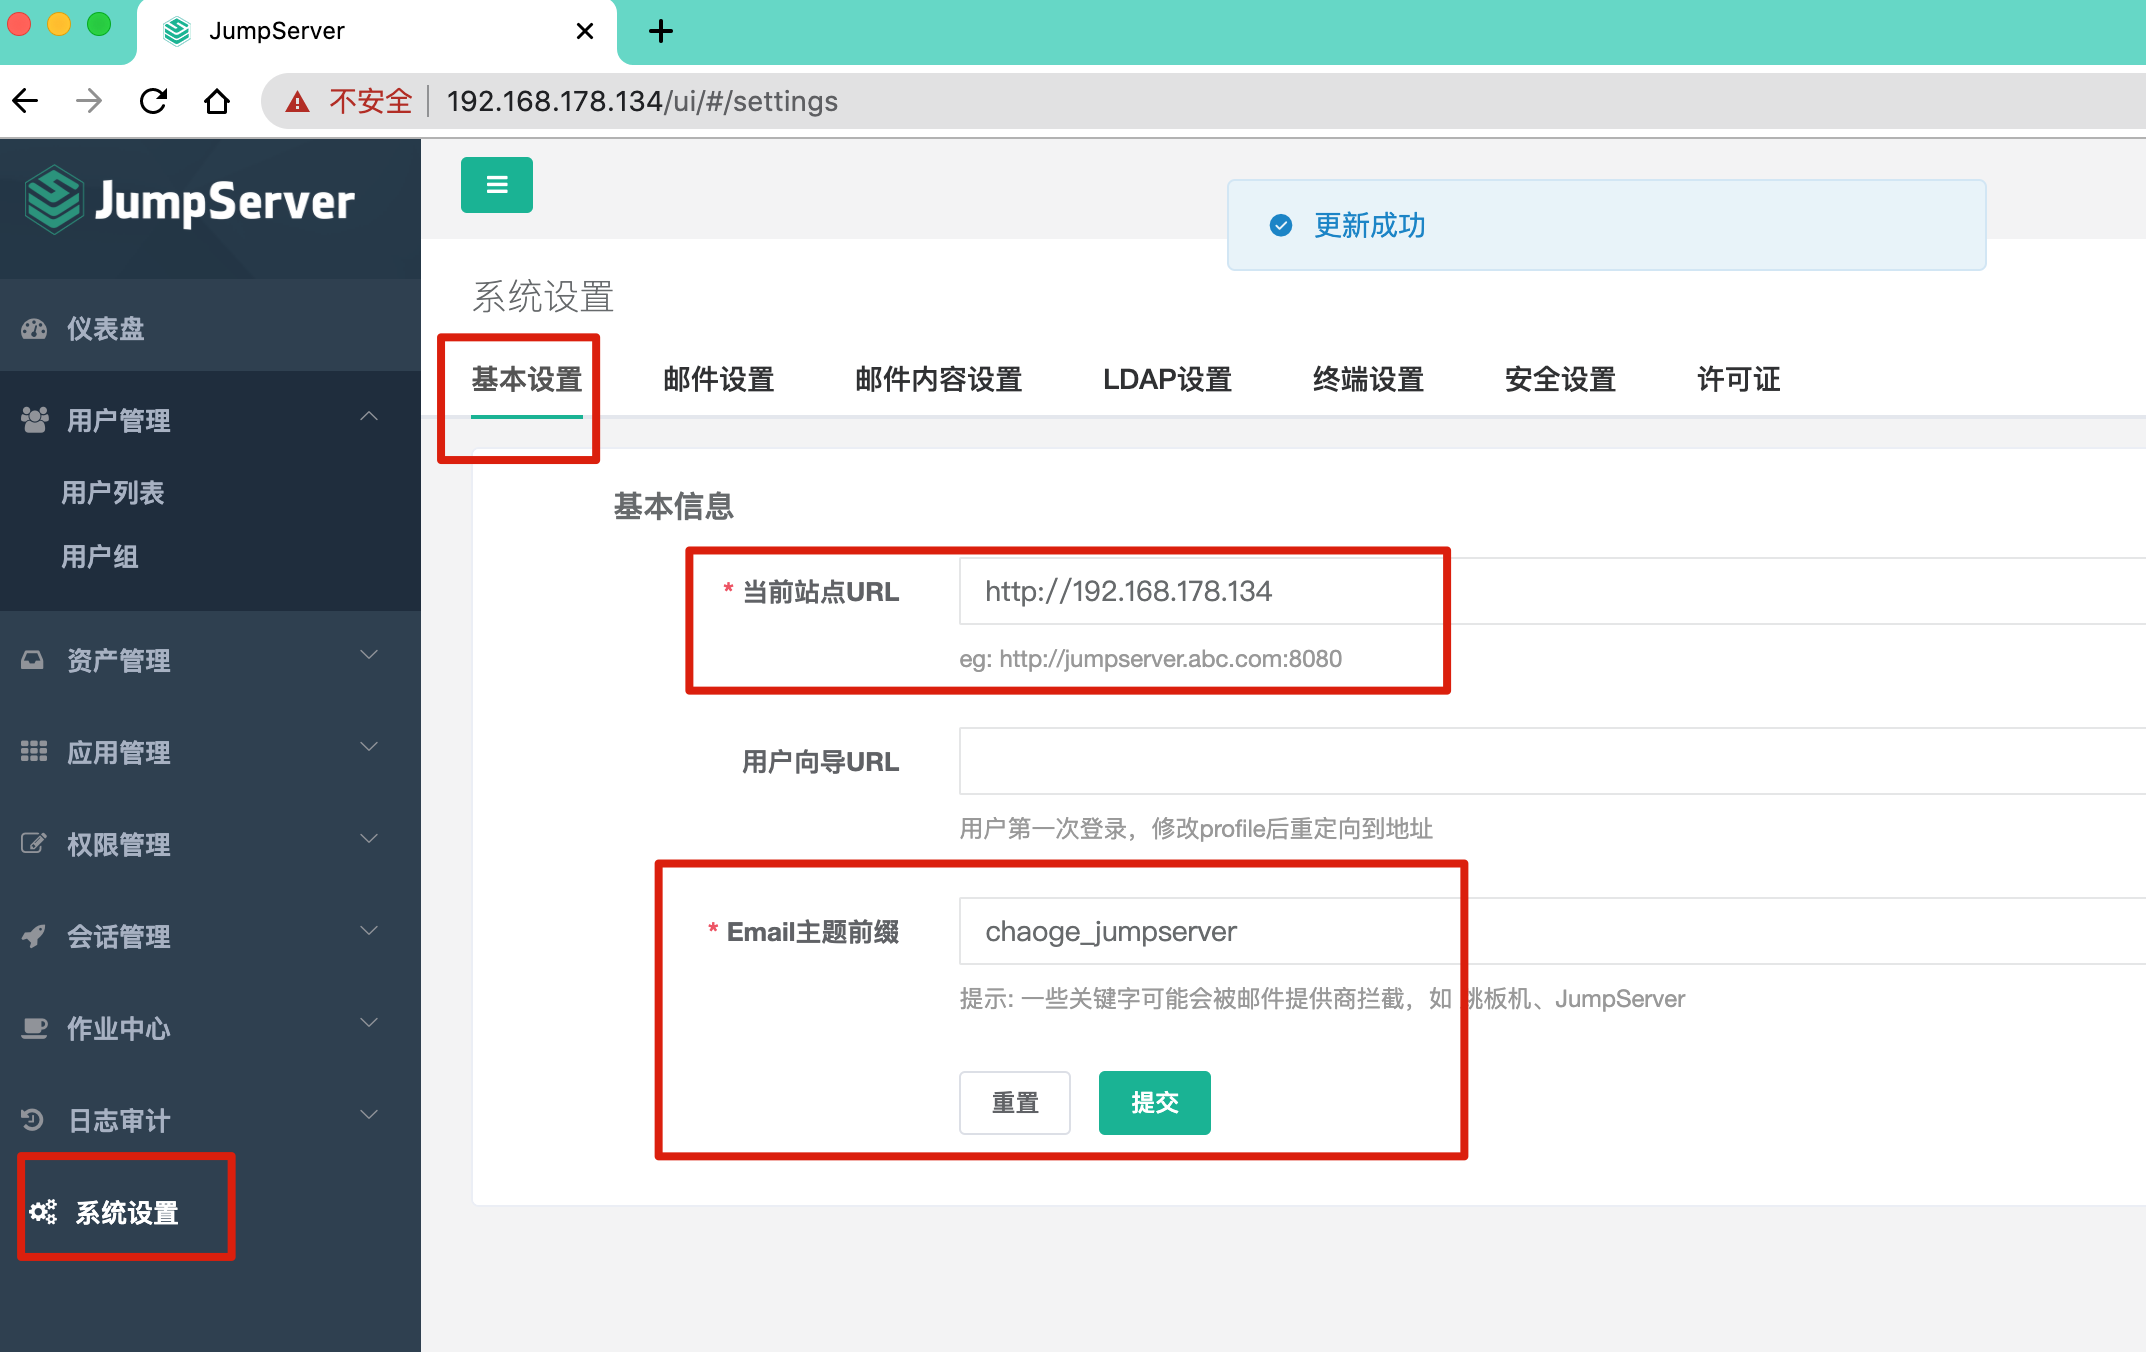 JumpServer
不安全 192.168.178.134/ui/#/settings
JumpServer
更新成功
仪表盘
用户管理
用户列表
用户组
资产管理
应用管理
权限管理
会话管理
作业中心
日志审计
系统设置
系统设置
基本设置 邮件设置 邮件内容设置 LDAP设置 终端设置 安全设置 许可证
基本信息
* 当前站点URL http://192.168.178.134
eg: http://jumpserver.abc.com:8080
用户向导URL
用户第一次登录，修改profile后重定向到地址
* Email主题前缀 chaoge_jumpserver
提示: 一些关键字可能会被邮件提供商拦截，如 跳板机、JumpServer
重置 提交